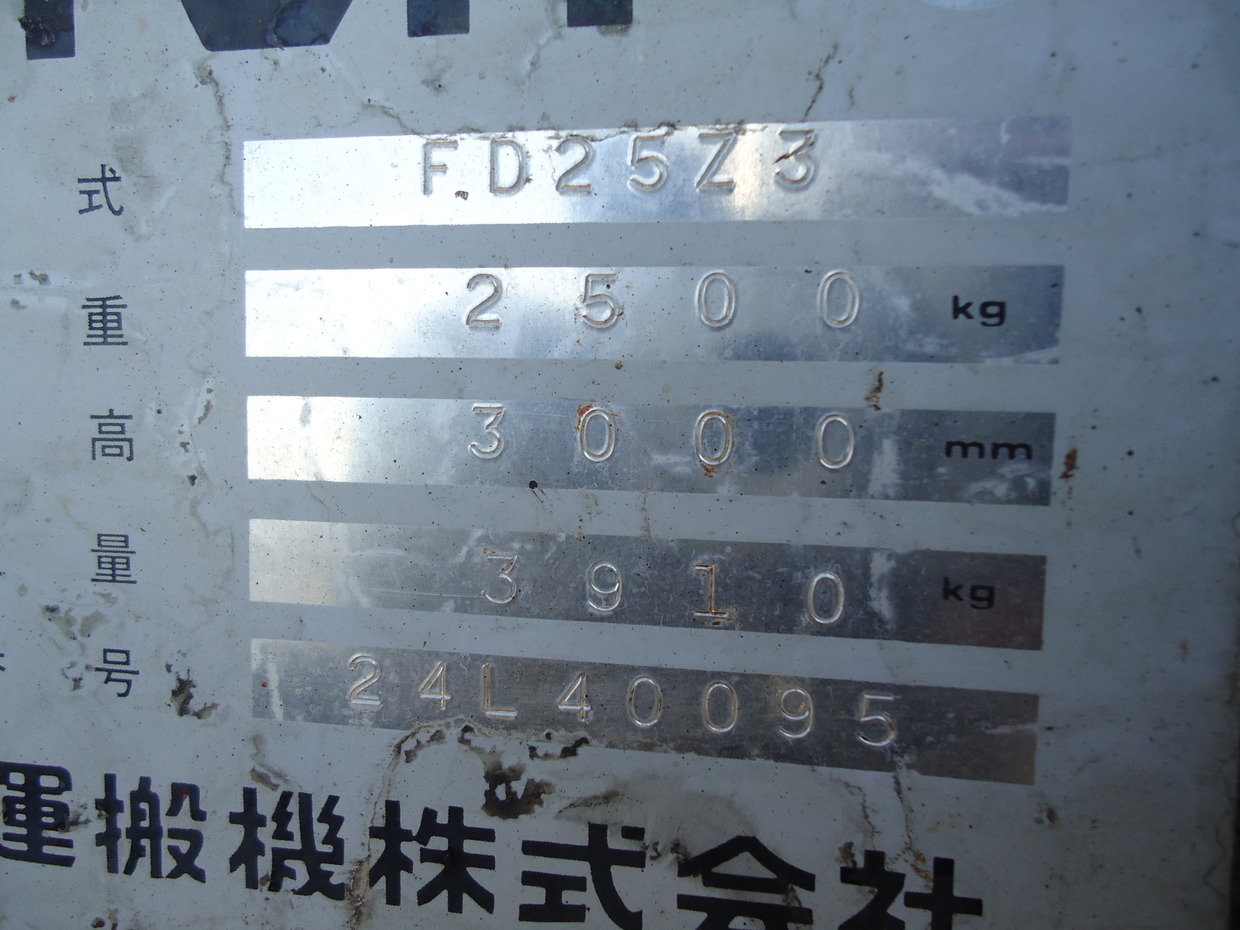 式 FD25Z3
重 2500 kg
高 3000 mm
量 3910 kg
号 24L40095
運搬機株式会社